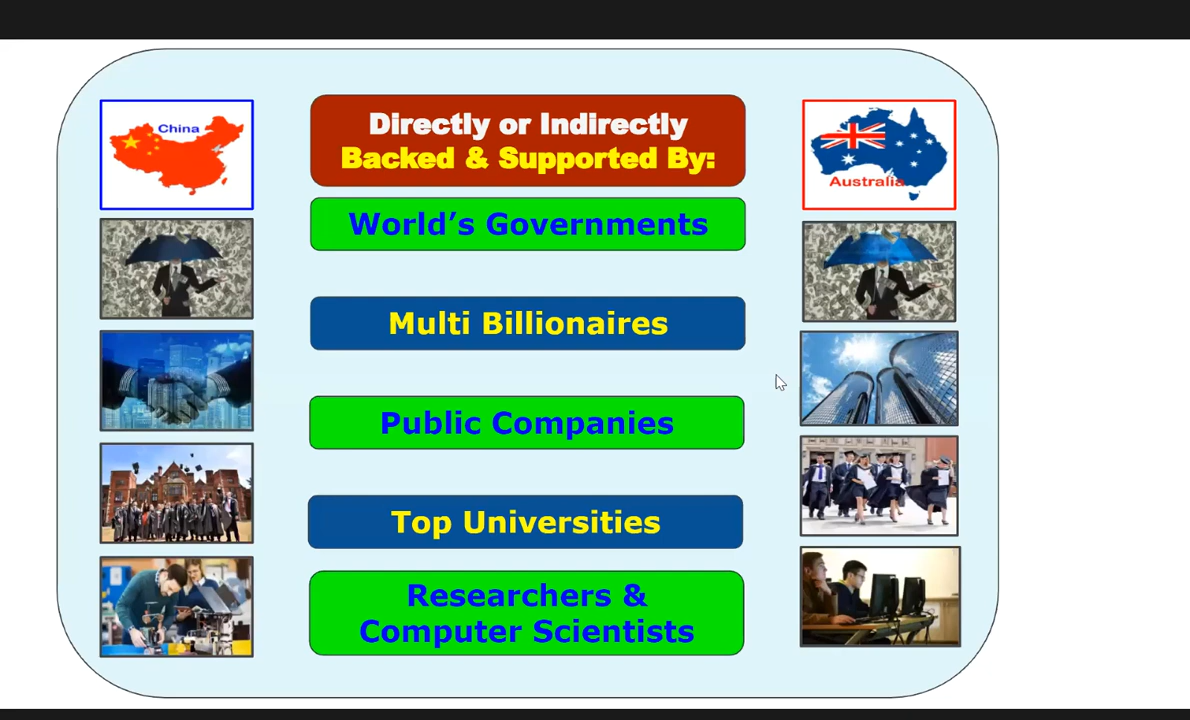 China
Directly or Indirectly
Backed & Supported By:
Australia
World’s Governments
Multi Billionaires
Public Companies
Top Universities
Researchers &
Computer Scientists